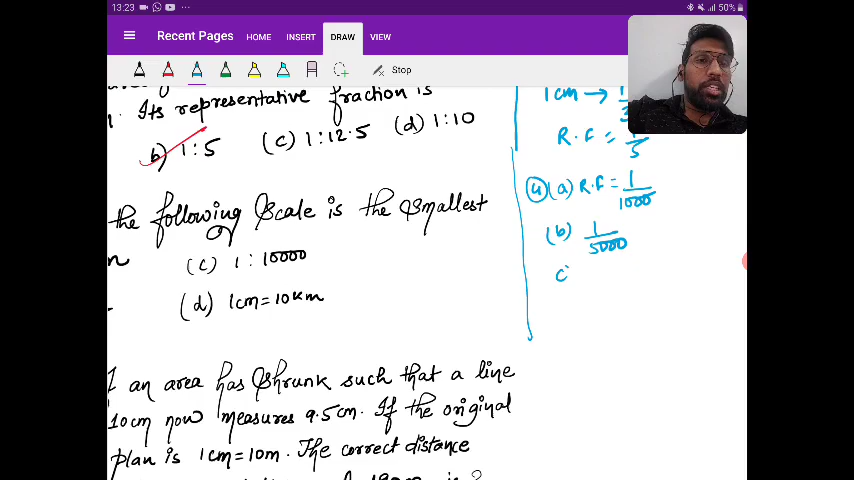 13:23 50%
Recent Pages HOME INSERT DRAW VIEW
Stop
Its representative fraction is
b) 1:5 (c) 1:12.5 (d) 1:10
the following Scale is the Smallest
(c) 1:10000
(d) 1cm=10km
an area has Shrunk such that a line
10cm now measures 9.5cm. If the original
plan is 1cm=10m. The correct distance
1cm →
R.F = 1/5
(4) (a) R.F = 1/1000
(b) 1/5000